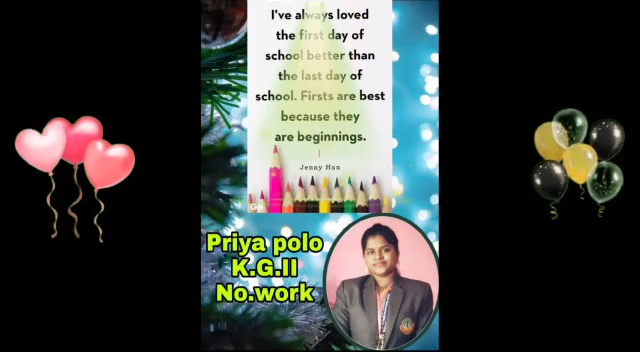 I've always loved
the first day of
school better than
the last day of
school. Firsts are best
because they
are beginnings.
Jenny Han
GH
Priya polo
K.G.II
No.work